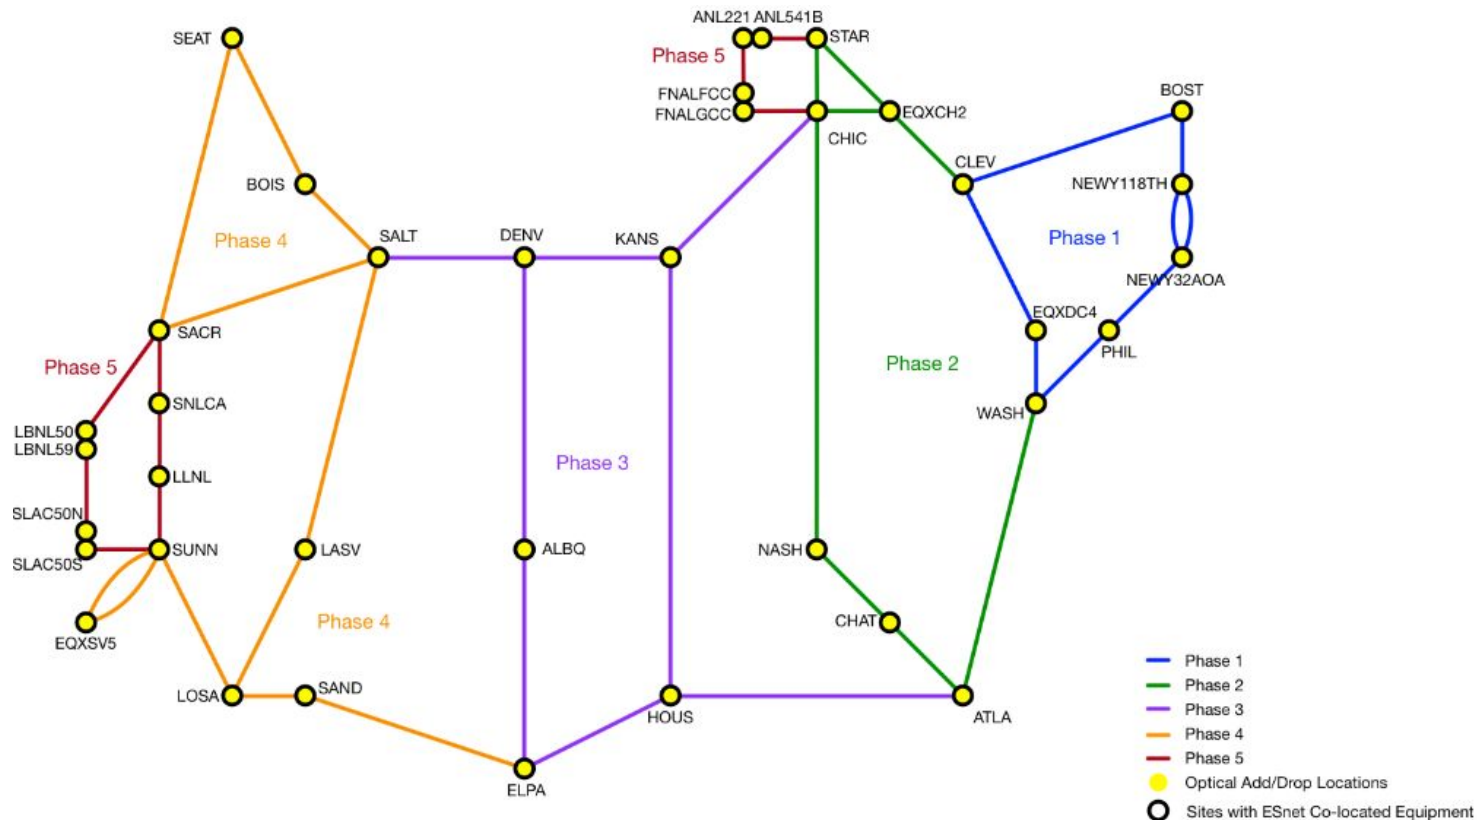 ANL221 ANL541B
SEAT
STAR
Phase 5
FNALFCC
FNALGCC
EQXCH2
BOST
CHIC
CLEV
BOIS
NEWY118TH
Phase 4
SALT
DENV
KANS
Phase 1
NEWY32AOA
EQXDC4
SACR
PHIL
Phase 5
Phase 2
SNLCA
WASH
LBNL50
LBNL59
Phase 3
LLNL
SLAC50N
SUNN
LASV
ALBQ
NASH
SLAC50S
Phase 4
CHAT
EQXSV5
LOSA
SAND
HOUS
ATLA
ELPA
Phase 1
Phase 2
Phase 3
Phase 4
Phase 5
Optical Add/Drop Locations
Sites with ESnet Co-located Equipment